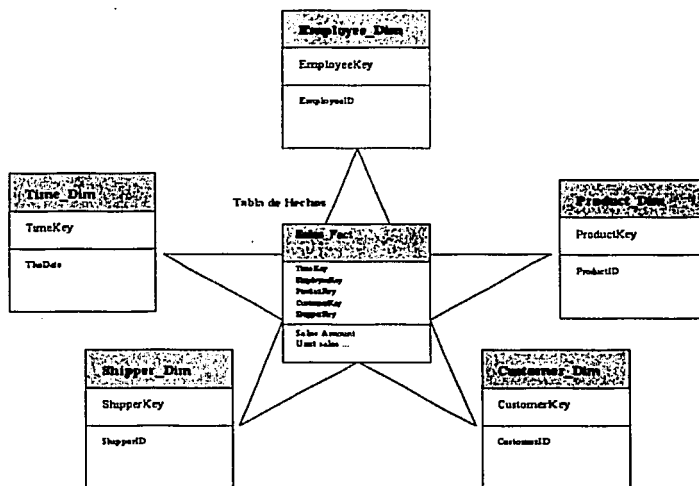 Employee_Dim
EmployeeKey
EmployeeID
Time_Dim
TimeKey
TheDate
Tabla de Hechos
Sales_Fact
TimeKey
EmployeeKey
ProductKey
CustomerKey
ShipperKey
Sales Amount
Unit sales ...
Product_Dim
ProductKey
ProductID
Shipper_Dim
ShipperKey
ShipperID
Customer_Dim
CustomerKey
CustomerID